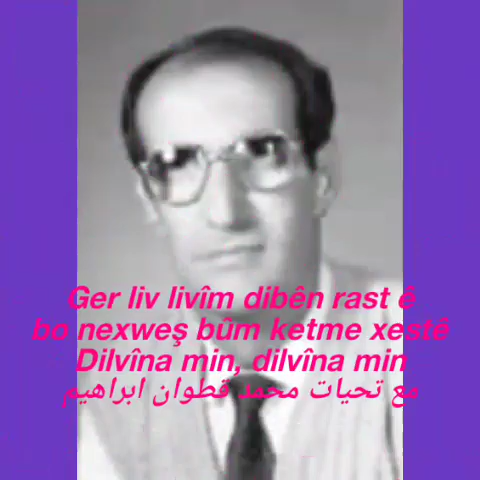 Ger liv livîm dibên rast ê
bo nexweş bûm ketme xestê
Dilvîna min, dilvîna min
مع تحيات محمد قطوان ابراهيم